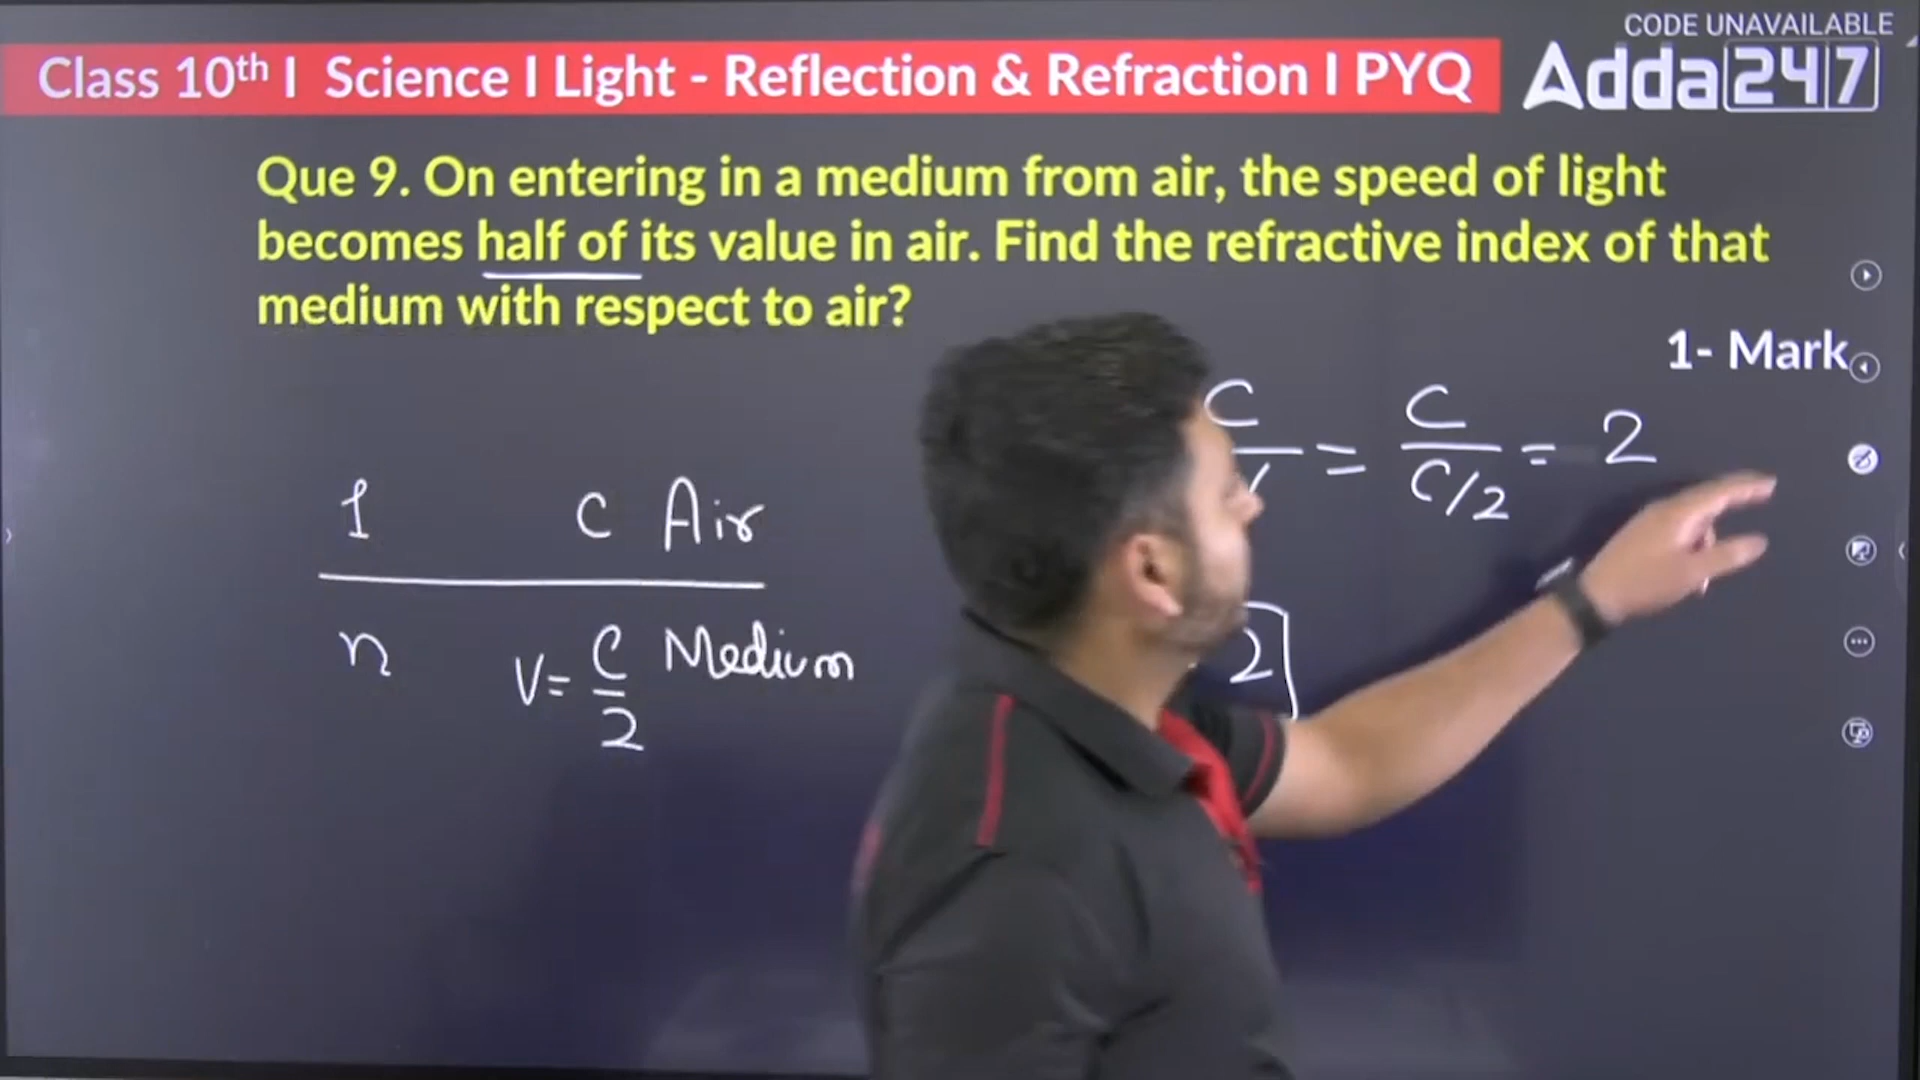 CODE UNAVAILABLE
Class 10th I Science I Light - Reflection & Refraction I PYQ
Adda247
Que 9. On entering in a medium from air, the speed of light
becomes half of its value in air. Find the refractive index of that
medium with respect to air?
1- Mark
C/V = C/C/2 = 2
1 C Air
n V = C/2 Medium
2